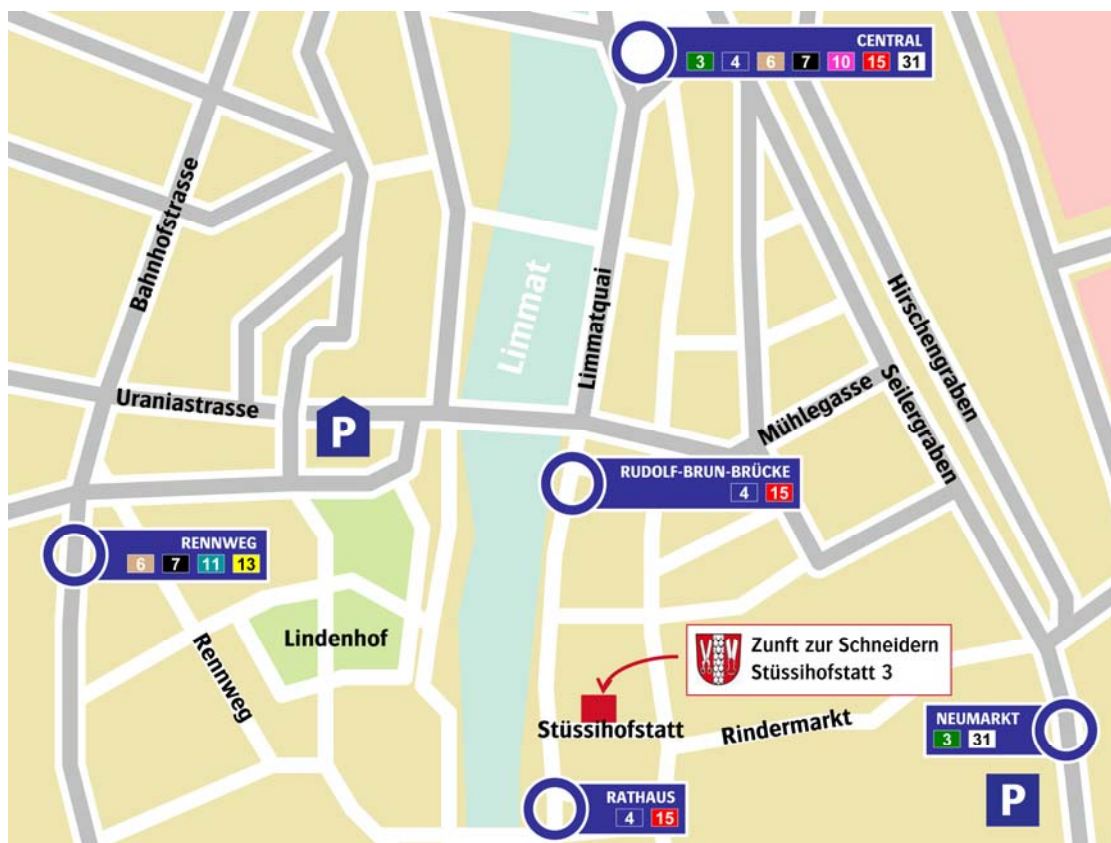 CENTRAL
3 4 6 7 10 15 31
Bahnhofstrasse
Limmat
Limmatquai
Hirschengraben
Seilergraben
Uraniastrasse
Mühlegasse
P
RUDOLF-BRUN-BRÜCKE
4 15
RENNWEG
6 7 11 13
Lindenhof
Rennweg
Zunft zur Schneidern
Stüssihofstatt 3
Stüssihofstatt
Rindermarkt
NEUMARKT
3 31
P
RATHAUS
4 15